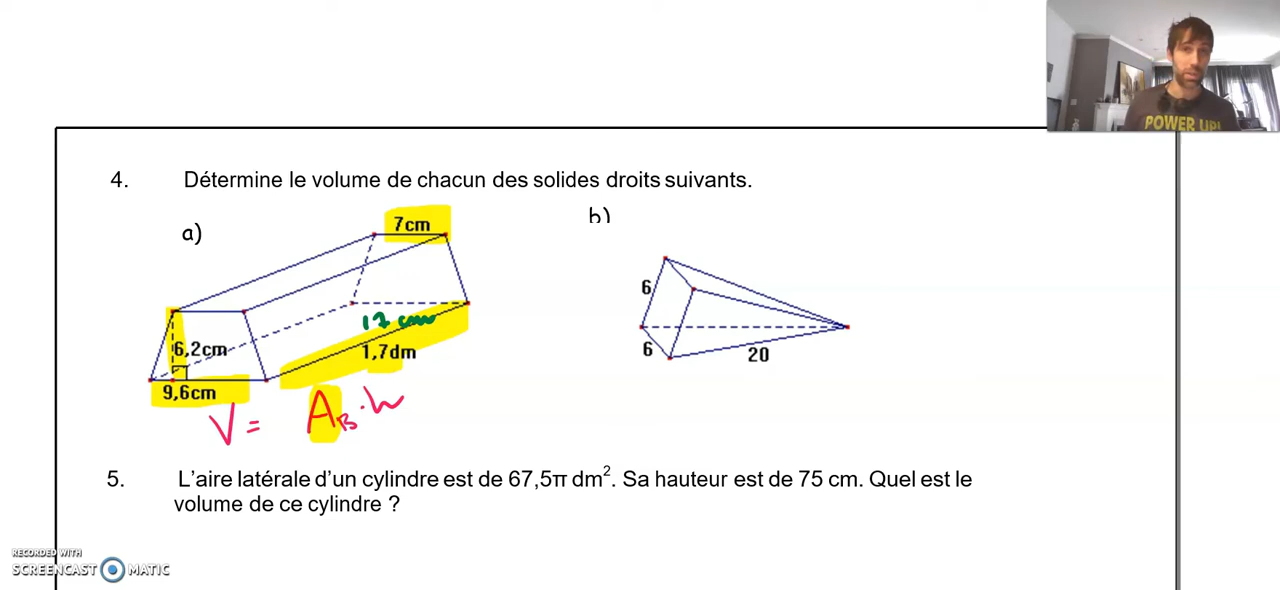 POWER UP!
4. Détermine le volume de chacun des solides droits suivants.
a)
b)
7cm
6,2cm
9,6cm
17 cm
1,7dm
V = A_B · h
6
6
20
5. L'aire latérale d'un cylindre est de 67,5π dm². Sa hauteur est de 75 cm. Quel est le
volume de ce cylindre ?
RECORDED WITH
SCREENCAST MATIC